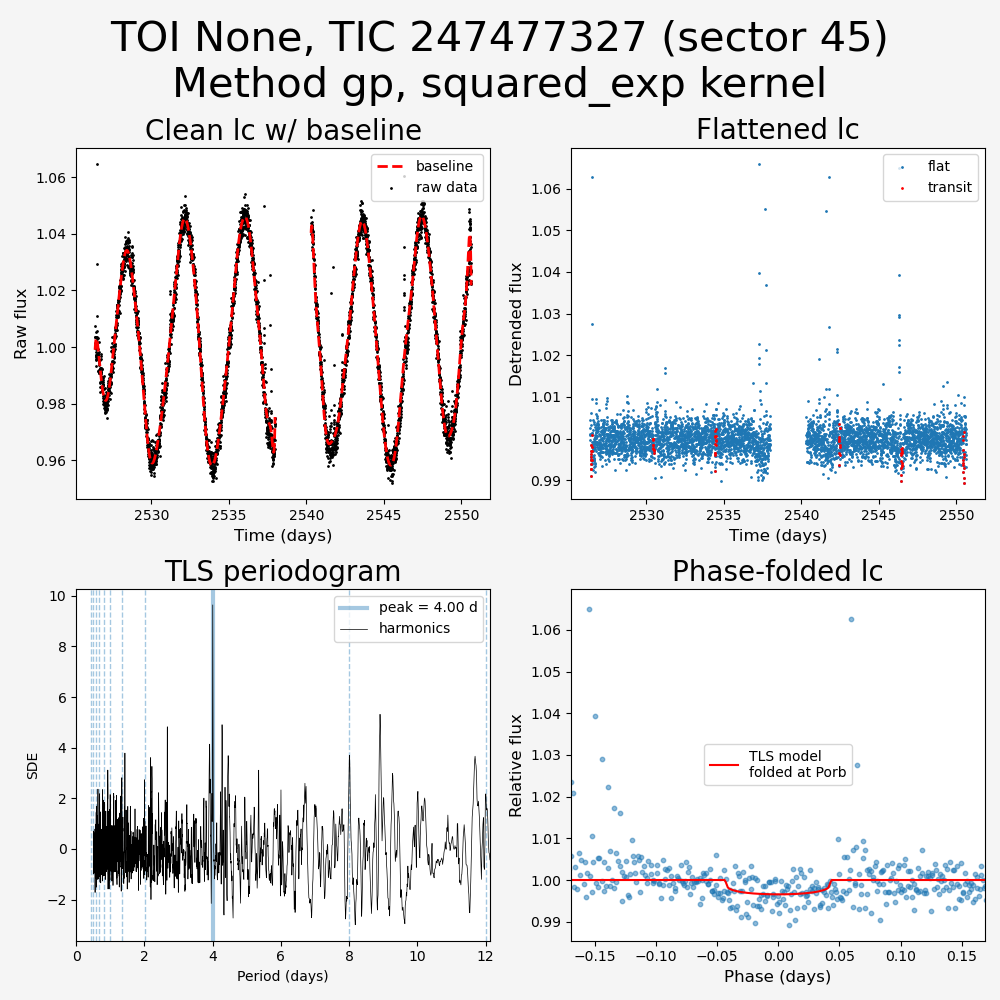 TOI None, TIC 247477327 (sector 45)
Method gp, squared_exp kernel
Clean lc w/ baseline
baseline
raw data
1.06
1.04
1.02
1.00
0.98
0.96
Raw flux
2530
2535
2540
2545
2550
Time (days)
Flattened lc
flat
transit
1.06
1.05
1.04
1.03
1.02
1.01
1.00
0.99
Detrended flux
2530
2535
2540
2545
2550
Time (days)
TLS periodogram
peak = 4.00 d
harmonics
10
8
6
4
2
0
−2
SDE
0
2
4
6
8
10
12
Period (days)
Phase-folded lc
TLS model
folded at Porb
1.06
1.05
1.04
1.03
1.02
1.01
1.00
0.99
Relative flux
−0.15
−0.10
−0.05
0.00
0.05
0.10
0.15
Phase (days)